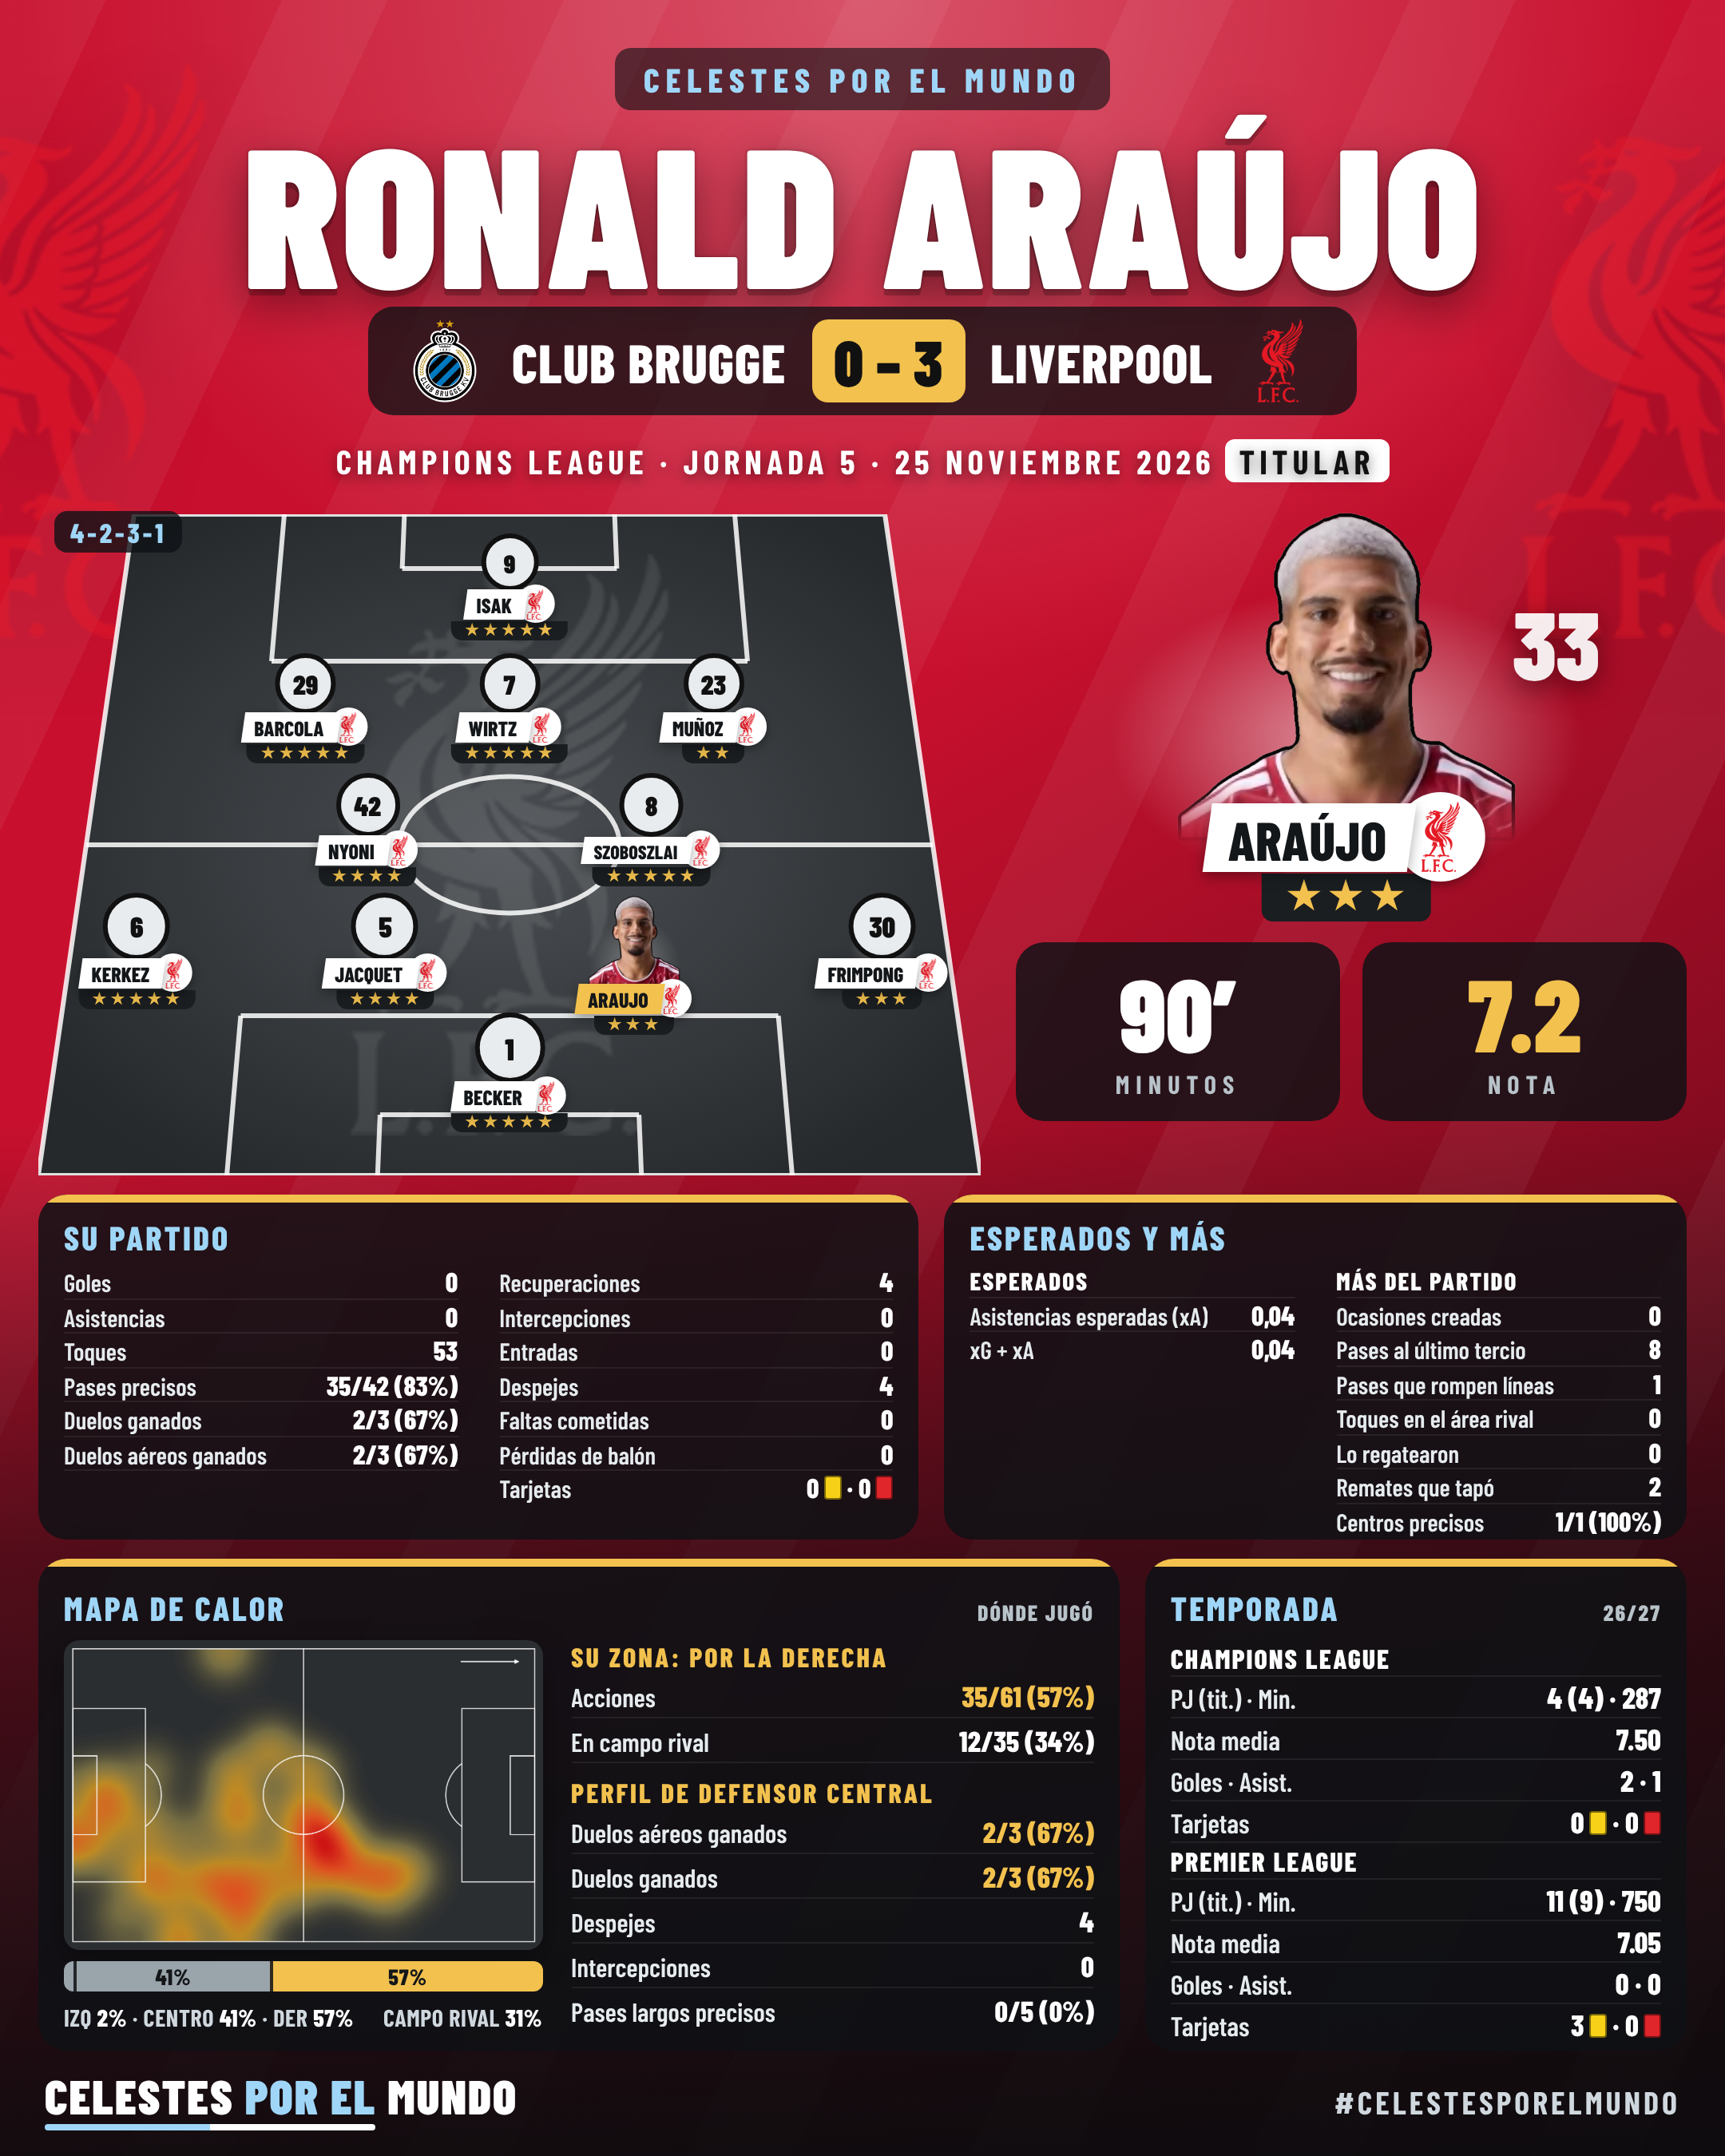 CELESTES POR EL MUNDO
RONALD ARAÚJO
CLUB BRUGGE 0 - 3 LIVERPOOL L.F.C.
CHAMPIONS LEAGUE · JORNADA 5 · 25 NOVIEMBRE 2026 TITULAR
4-2-3-1
9
ISAK
29 7 23
BARCOLA WIRTZ MUÑOZ
42 8
NYONI SZOBOSZLAI
6 5 30
KERKEZ JACQUET FRIMPONG
ARAUJO
1
BECKER
33
ARAÚJO L.F.C.
90'
MINUTOS
7.2
NOTA
SU PARTIDO
Goles 0
Asistencias 0
Toques 53
Pases precisos 35/42 (83%)
Duelos ganados 2/3 (67%)
Duelos aéreos ganados 2/3 (67%)
Recuperaciones 4
Intercepciones 0
Entradas 0
Despejes 4
Faltas cometidas 0
Pérdidas de balón 0
Tarjetas 0 · 0
ESPERADOS Y MÁS
ESPERADOS
Asistencias esperadas (xA) 0,04
xG + xA 0,04
MÁS DEL PARTIDO
Ocasiones creadas 0
Pases al último tercio 8
Pases que rompen líneas 1
Toques en el área rival 0
Lo regatearon 0
Remates que tapó 2
Centros precisos 1/1 (100%)
MAPA DE CALOR DÓNDE JUGÓ
41% 57%
IZQ 2% · CENTRO 41% · DER 57% CAMPO RIVAL 31%
SU ZONA: POR LA DERECHA
Acciones 35/61 (57%)
En campo rival 12/35 (34%)
PERFIL DE DEFENSOR CENTRAL
Duelos aéreos ganados 2/3 (67%)
Duelos ganados 2/3 (67%)
Despejes 4
Intercepciones 0
Pases largos precisos 0/5 (0%)
TEMPORADA 26/27
CHAMPIONS LEAGUE
PJ (tit.) · Min. 4 (4) · 287
Nota media 7.50
Goles · Asist. 2 · 1
Tarjetas 0 · 0
PREMIER LEAGUE
PJ (tit.) · Min. 11 (9) · 750
Nota media 7.05
Goles · Asist. 0 · 0
Tarjetas 3 · 0
CELESTES POR EL MUNDO
#CELESTESPORELMUNDO